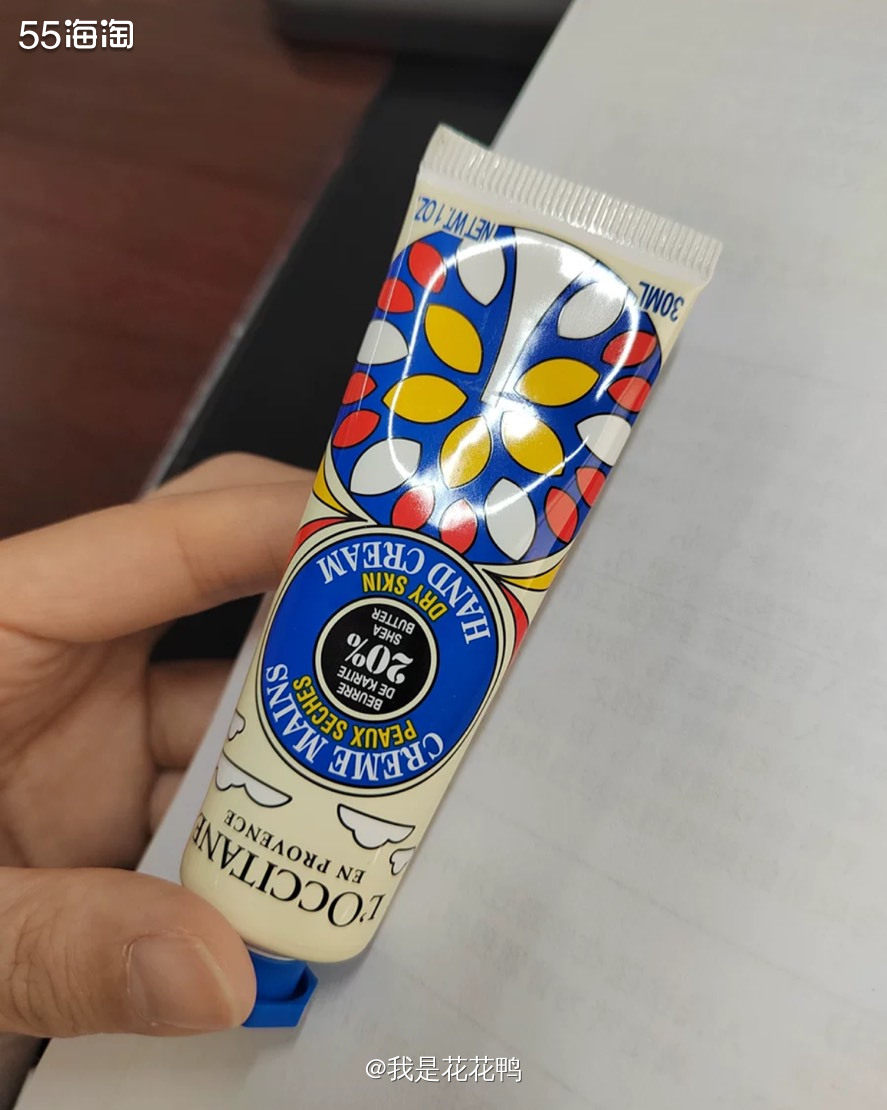 55海淘
L'OCCITANE
EN PROVENCE
CREME MAINS
PEAUX SECHES
BEURRE
DE KARITE
20%
SHEA
BUTTER
DRY SKIN
HAND CREAM
30ML
NET WT. 1 OZ.
@我是花花鸭